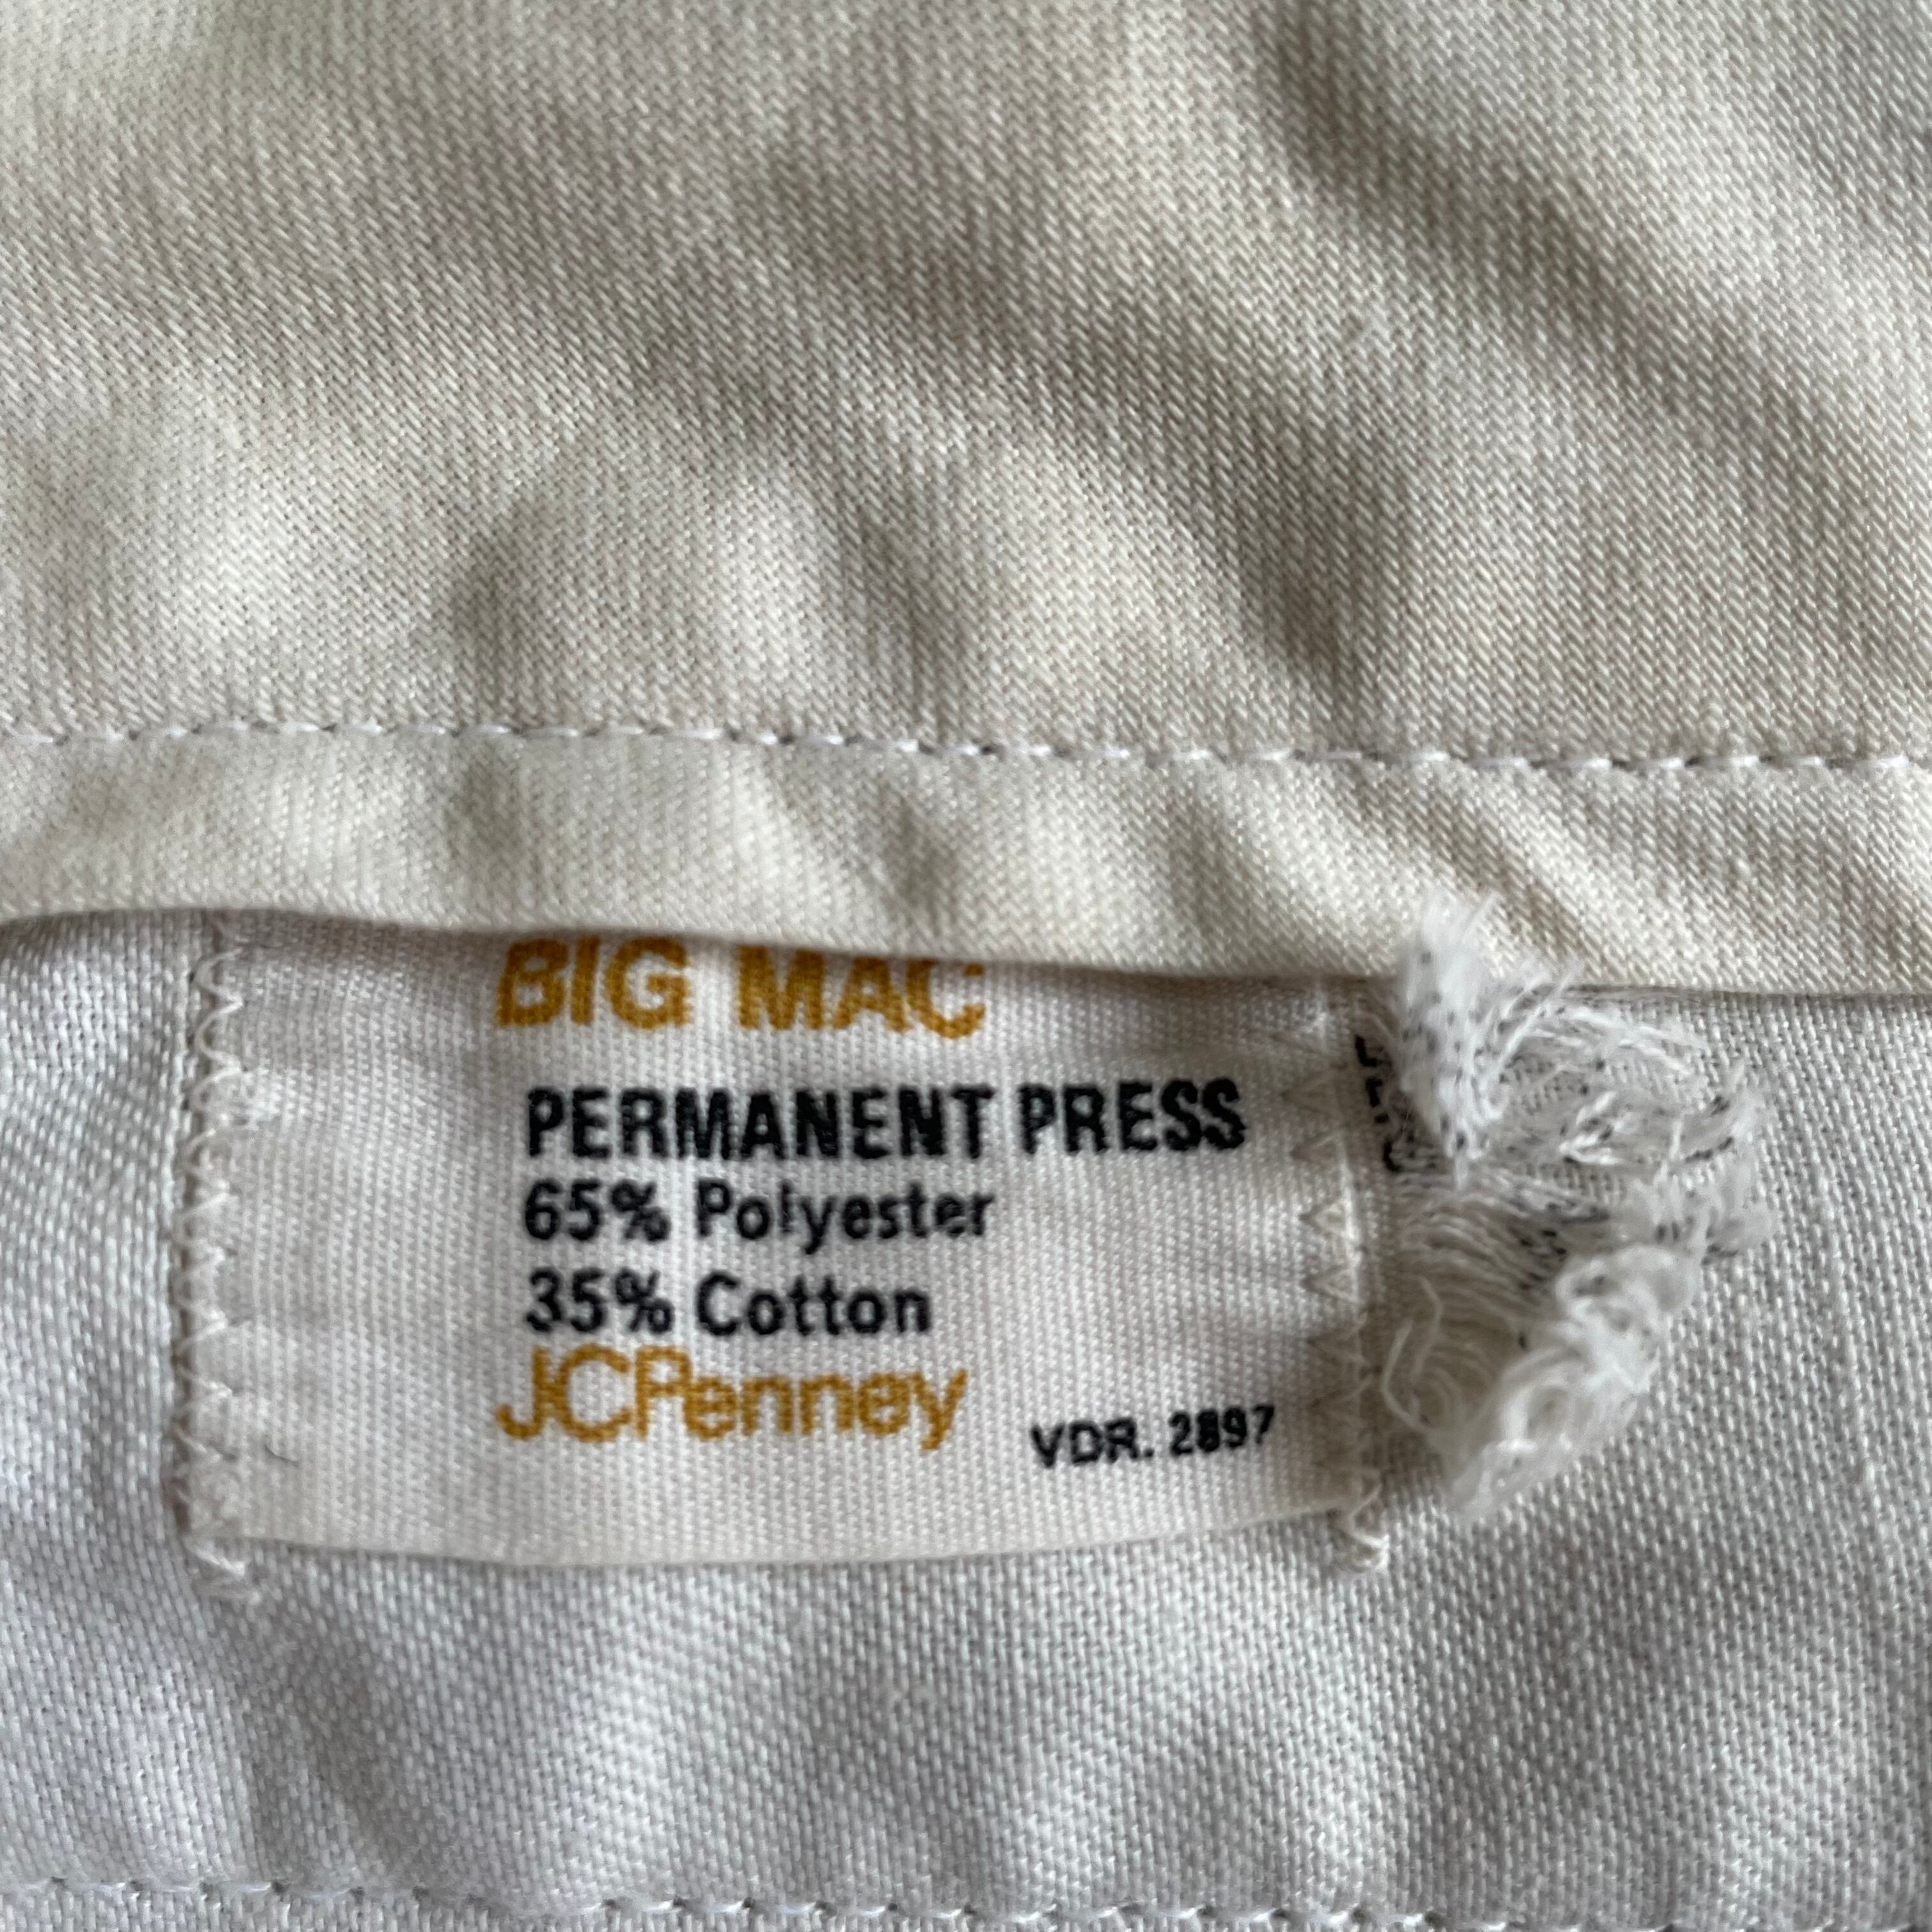 BIG MAC
PERMANENT PRESS
65% Polyester
35% Cotton
JCPenney
VDR. 2897